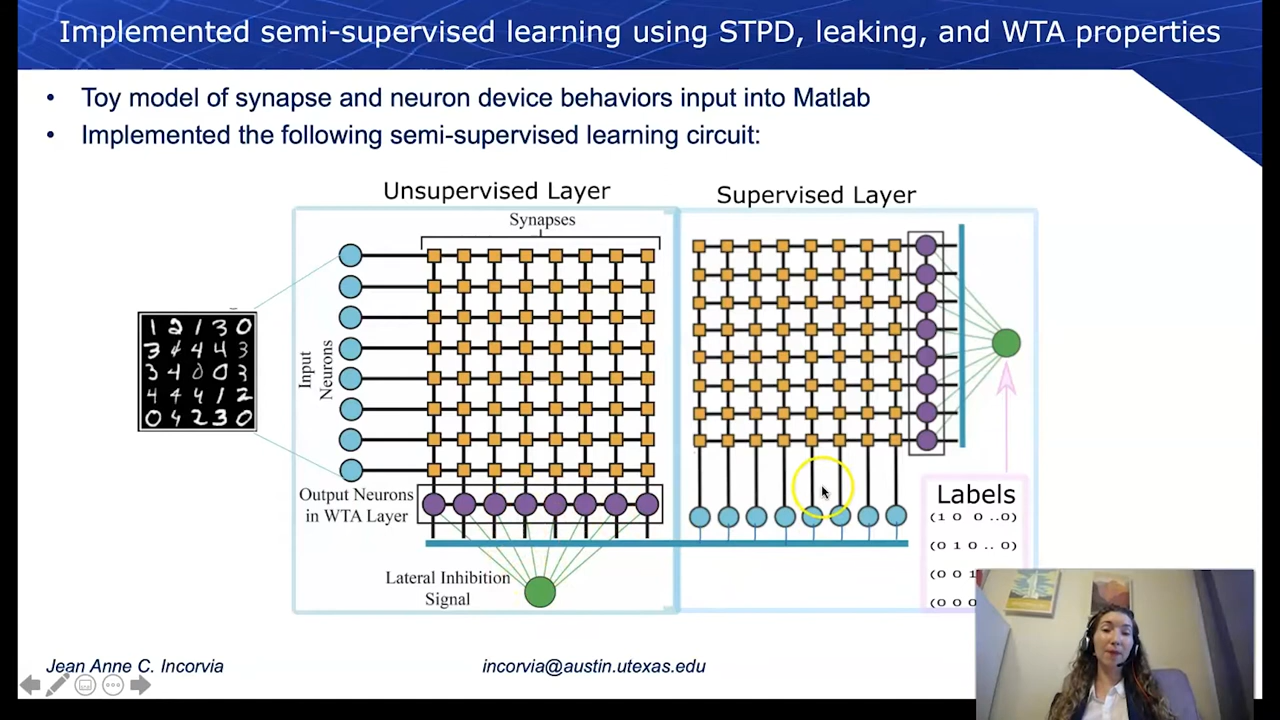 Implemented semi-supervised learning using STPD, leaking, and WTA properties
• Toy model of synapse and neuron device behaviors input into Matlab
• Implemented the following semi-supervised learning circuit:
Unsupervised Layer
Supervised Layer
Synapses
1 2 1 3 0
3 4 4 4 3
3 4 0 0 3
4 4 4 1 2
0 4 2 3 0
Input
Neurons
Output Neurons
in WTA Layer
Lateral Inhibition
Signal
Labels
(1 0 0 ..0)
(0 1 0 .. 0)
(0 0 1
(0 0 0
Jean Anne C. Incorvia
incorvia@austin.utexas.edu